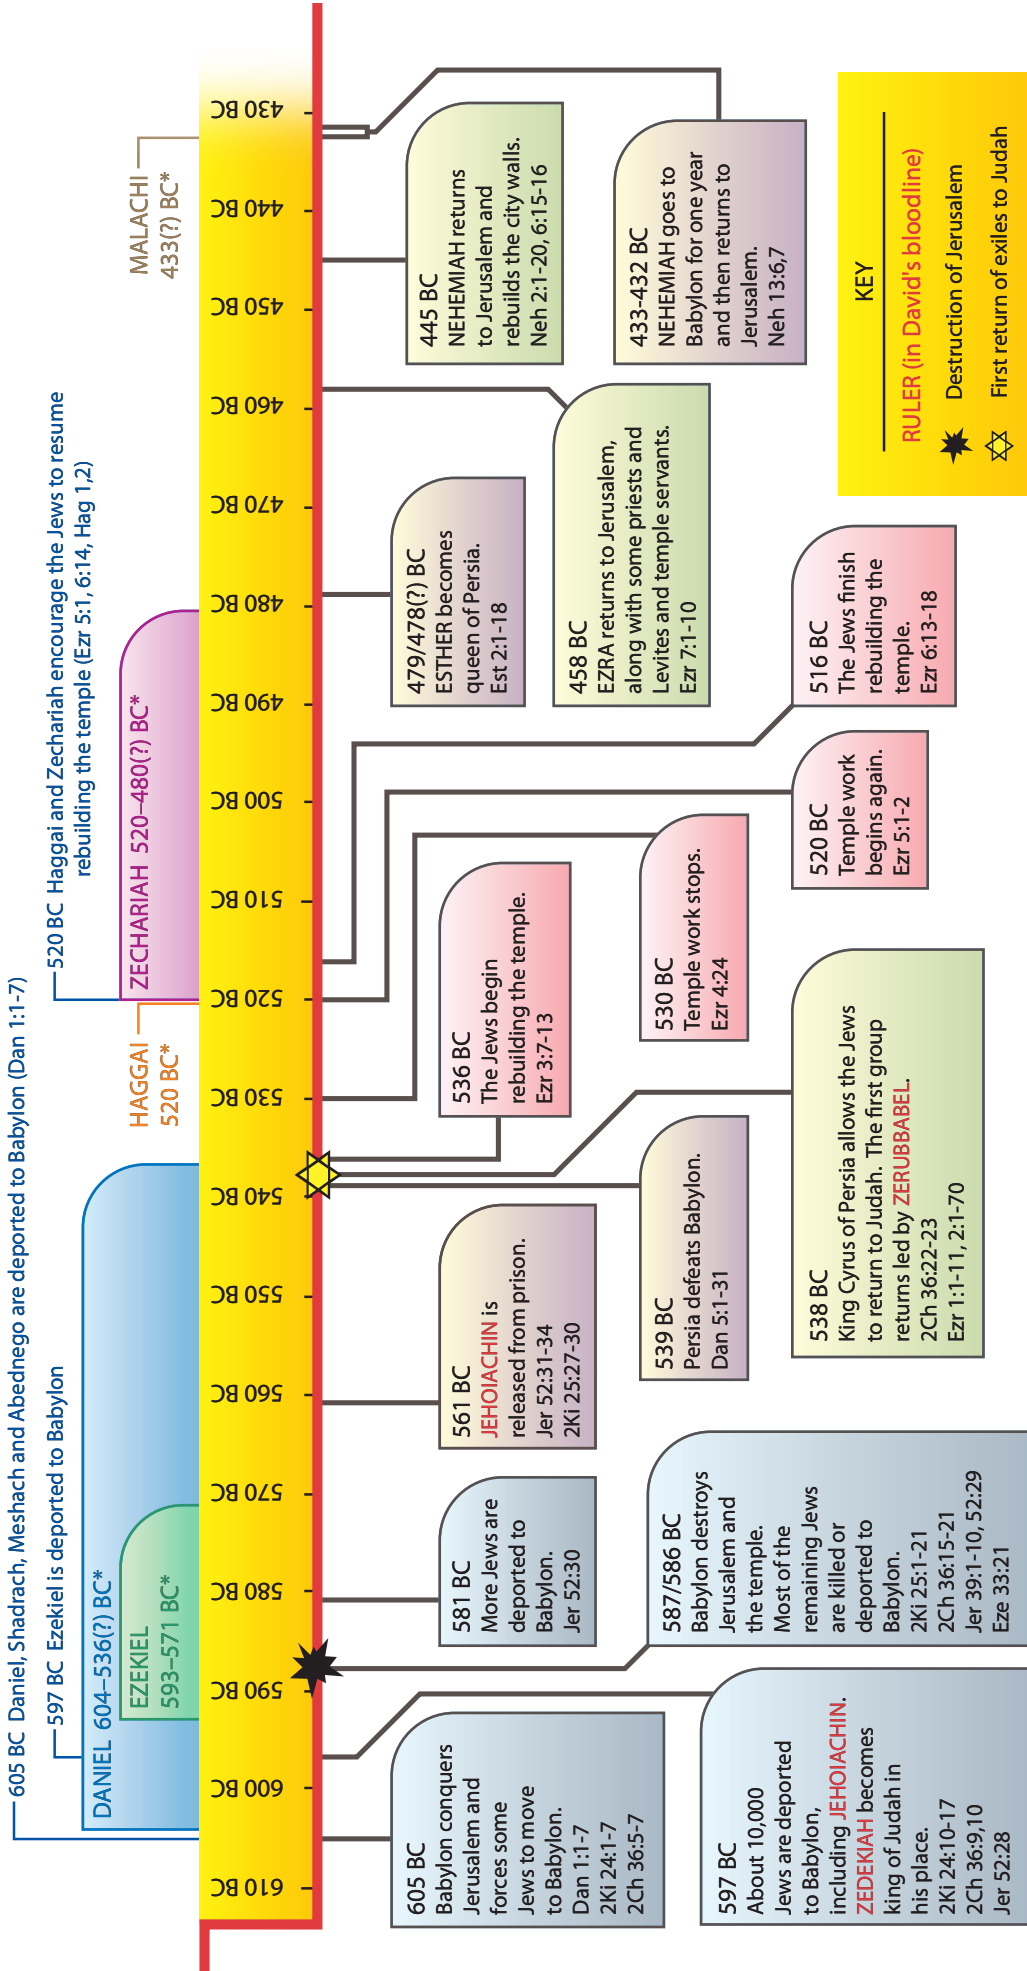 605 BC Daniel, Shadrach, Meshach and Abednego are deported to Babylon (Dan 1:1-7)
597 BC Ezekiel is deported to Babylon
520 BC Haggai and Zechariah encourage the Jews to resume
rebuilding the temple (Ezr 5:1, 6:14, Hag 1,2)
DANIEL 604–536(?) BC*
EZEKIEL
593–571 BC*
HAGGAI
520 BC*
ZECHARIAH 520–480(?) BC*
MALACHI
433(?) BC*
610 BC
600 BC
590 BC
580 BC
570 BC
560 BC
550 BC
540 BC
530 BC
520 BC
510 BC
500 BC
490 BC
480 BC
470 BC
460 BC
450 BC
440 BC
430 BC
605 BC
Babylon conquers
Jerusalem and
forces some
Jews to move
to Babylon.
Dan 1:1-7
2Ki 24:1-7
2Ch 36:5-7
597 BC
About 10,000
Jews are deported
to Babylon,
including JEHOIACHIN.
ZEDEKIAH becomes
king of Judah in
his place.
2Ki 24:10-17
2Ch 36:9,10
Jer 52:28
581 BC
More Jews are
deported to
Babylon.
Jer 52:30
587/586 BC
Babylon destroys
Jerusalem and
the temple.
Most of the
remaining Jews
are killed or
deported to
Babylon.
2Ki 25:1-21
2Ch 36:15-21
Jer 39:1-10, 52:29
Eze 33:21
561 BC
JEHOIACHIN is
released from prison.
Jer 52:31-34
2Ki 25:27-30
539 BC
Persia defeats Babylon.
Dan 5:1-31
538 BC
King Cyrus of Persia allows the Jews
to return to Judah. The first group
returns led by ZERUBBABEL.
2Ch 36:22-23
Ezr 1:1-11, 2:1-70
536 BC
The Jews begin
rebuilding the temple.
Ezr 3:7-13
530 BC
Temple work stops.
Ezr 4:24
520 BC
Temple work
begins again.
Ezr 5:1-2
516 BC
The Jews finish
rebuilding the
temple.
Ezr 6:13-18
479/478(?) BC
ESTHER becomes
queen of Persia.
Est 2:1-18
458 BC
EZRA returns to Jerusalem,
along with some priests and
Levites and temple servants.
Ezr 7:1-10
445 BC
NEHEMIAH returns
to Jerusalem and
rebuilds the city walls.
Neh 2:1-20, 6:15-16
433-432 BC
NEHEMIAH goes to
Babylon for one year
and then returns to
Jerusalem.
Neh 13:6,7
KEY
RULER (in David's bloodline)
Destruction of Jerusalem
First return of exiles to Judah